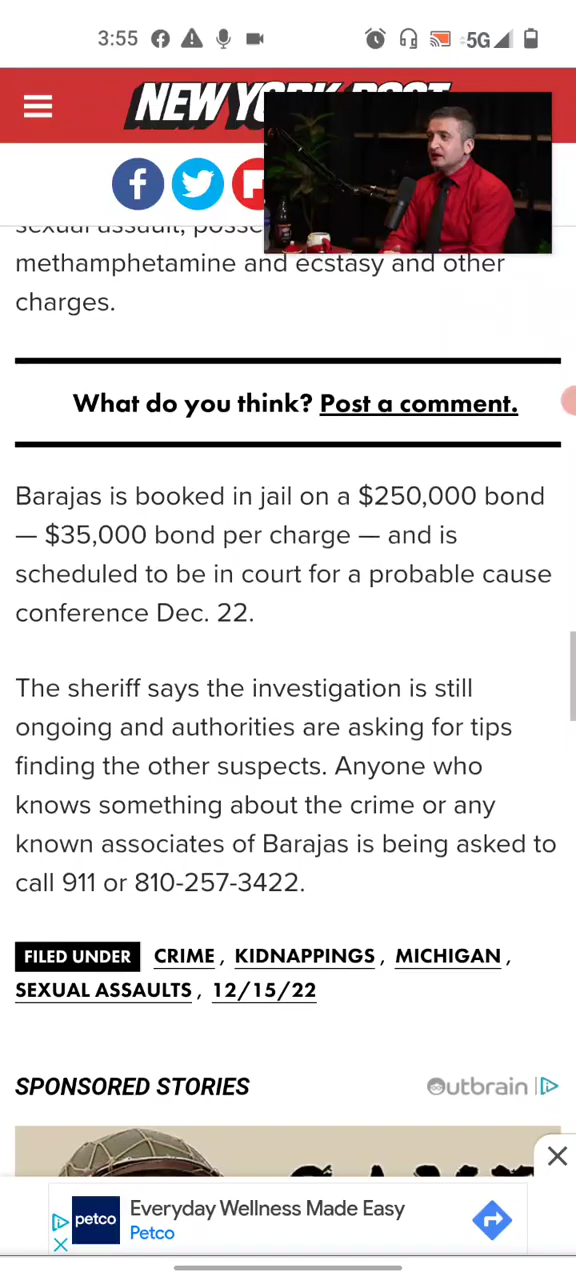 3:55
5G
NEW YORK POST
sexual assault,
methamphetamine and ecstasy and other
charges.
What do you think? Post a comment.
Barajas is booked in jail on a $250,000 bond
— $35,000 bond per charge — and is
scheduled to be in court for a probable cause
conference Dec. 22.
The sheriff says the investigation is still
ongoing and authorities are asking for tips
finding the other suspects. Anyone who
knows something about the crime or any
known associates of Barajas is being asked to
call 911 or 810-257-3422.
FILED UNDER CRIME , KIDNAPPINGS , MICHIGAN ,
SEXUAL ASSAULTS , 12/15/22
SPONSORED STORIES Outbrain
petco Everyday Wellness Made Easy
Petco